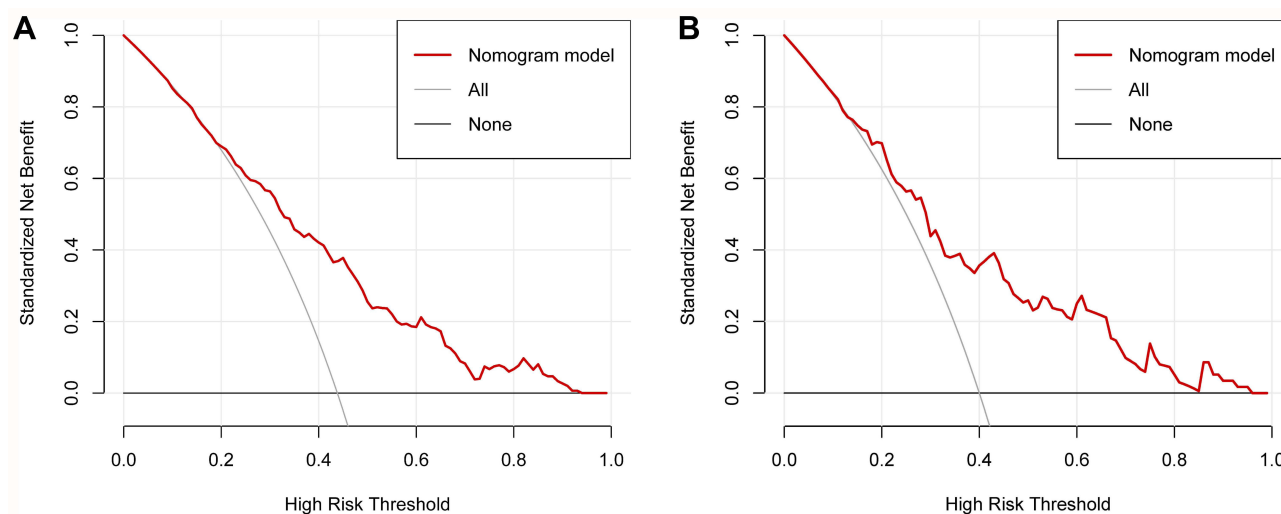 A
Nomogram model
All
None
Standardized Net Benefit
1.0
0.8
0.6
0.4
0.2
0.0
0.0 0.2 0.4 0.6 0.8 1.0
High Risk Threshold
B
Nomogram model
All
None
Standardized Net Benefit
1.0
0.8
0.6
0.4
0.2
0.0
0.0 0.2 0.4 0.6 0.8 1.0
High Risk Threshold